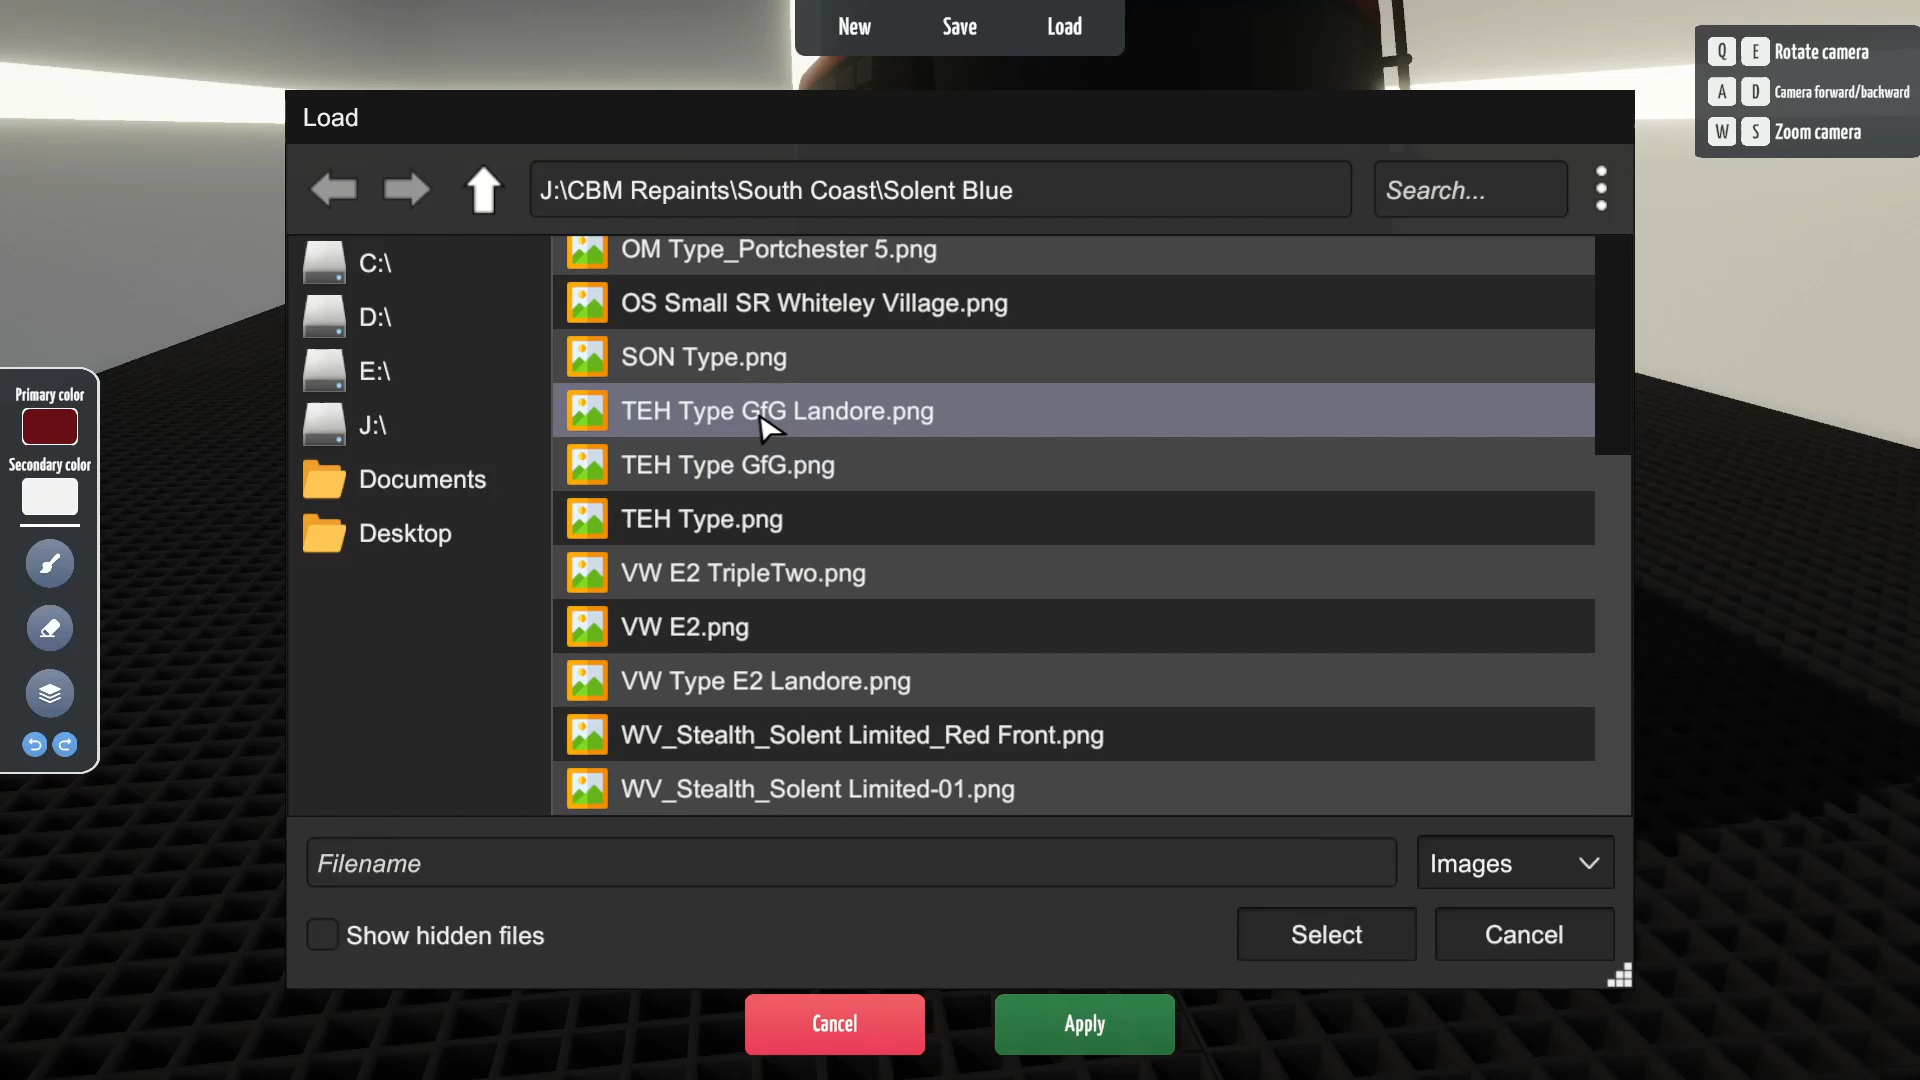 New Save Load
Q E Rotate camera
A D Camera forward/backward
W S Zoom camera
Load
J:\CBM Repaints\South Coast\Solent Blue
Search...
C:\
D:\
E:\
J:\
Documents
Desktop
OM Type_Portchester 5.png
OS Small SR Whiteley Village.png
SON Type.png
TEH Type GfG Landore.png
TEH Type GfG.png
TEH Type.png
VW E2 TripleTwo.png
VW E2.png
VW Type E2 Landore.png
WV_Stealth_Solent Limited_Red Front.png
WV_Stealth_Solent Limited-01.png
Primary color
Secondary color
Filename
Images
Show hidden files
Select
Cancel
Cancel
Apply